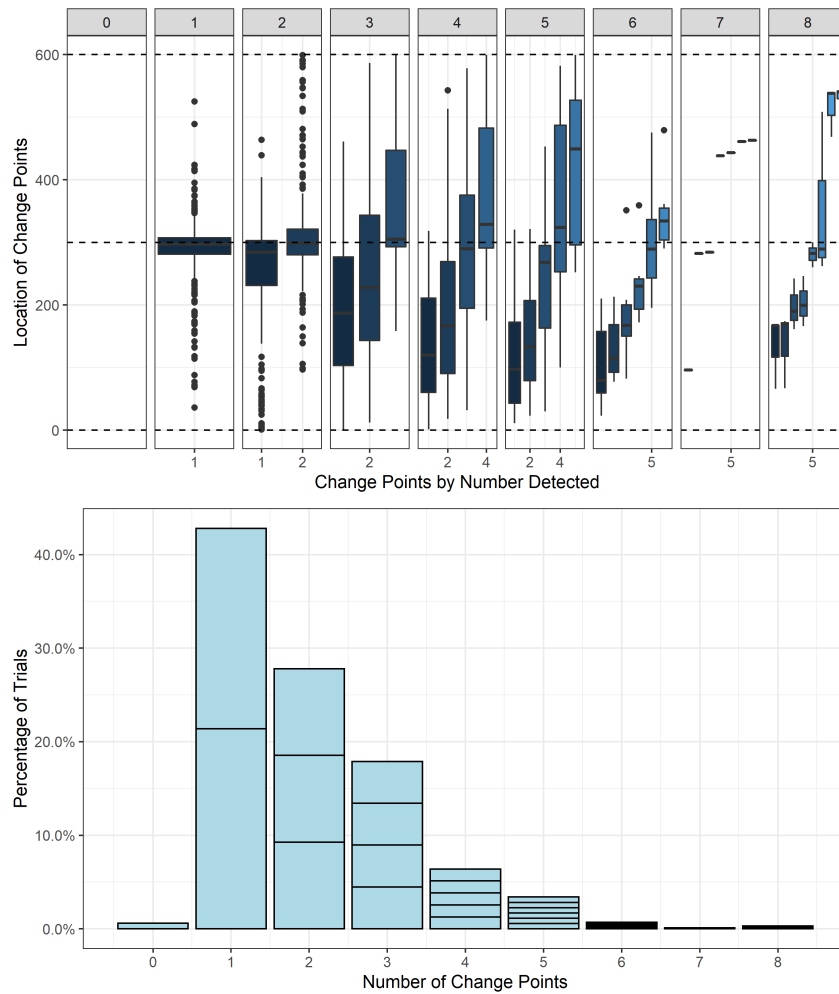 0 1 2 3 4 5 6 7 8
600
400
200
0
Location of Change Points
1 1 2 2 2 4 2 4 5 5 5
Change Points by Number Detected
40.0%
30.0%
20.0%
10.0%
0.0%
Percentage of Trials
0 1 2 3 4 5 6 7 8
Number of Change Points